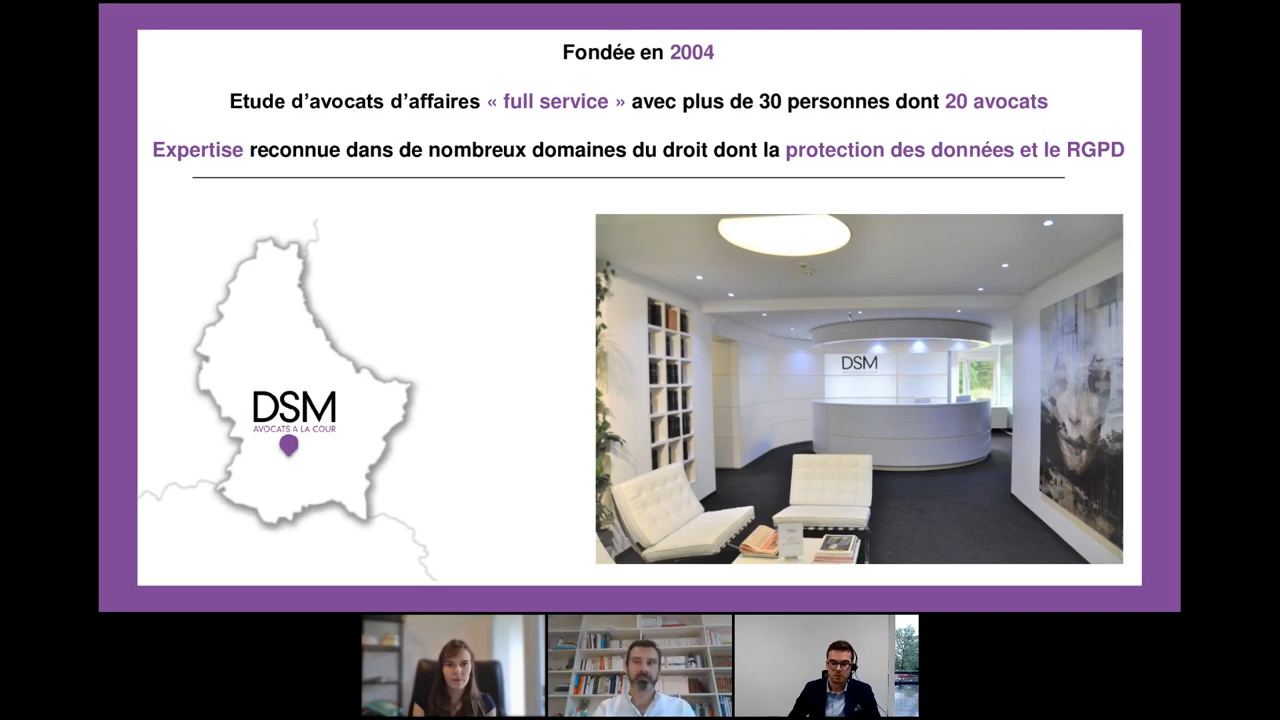 Fondée en 2004
Etude d’avocats d’affaires « full service » avec plus de 30 personnes dont 20 avocats
Expertise reconnue dans de nombreux domaines du droit dont la protection des données et le RGPD
DSM
AVOCATS A LA COUR
DSM